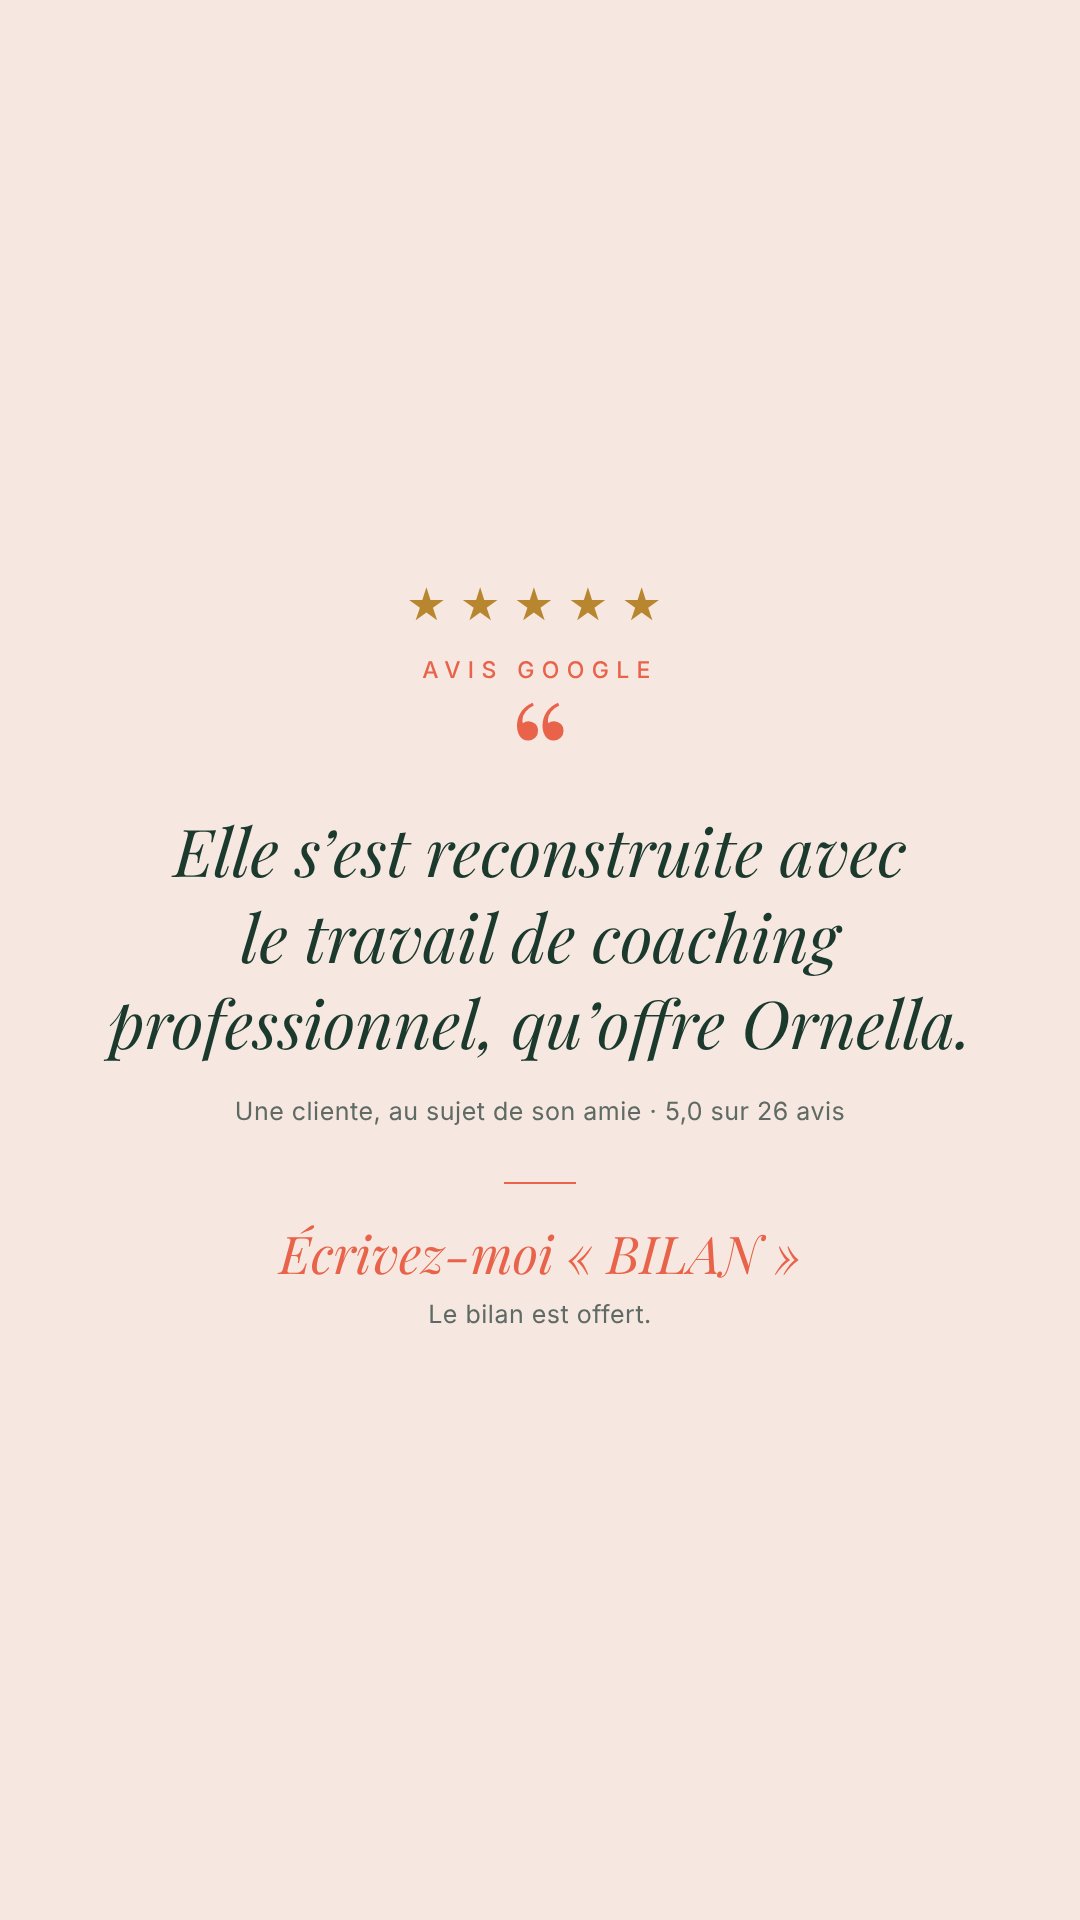 ★ ★ ★ ★ ★
AVIS GOOGLE
“
Elle s’est reconstruite avec
le travail de coaching
professionnel, qu’offre Ornella.
Une cliente, au sujet de son amie · 5,0 sur 26 avis
Écrivez-moi « BILAN »
Le bilan est offert.